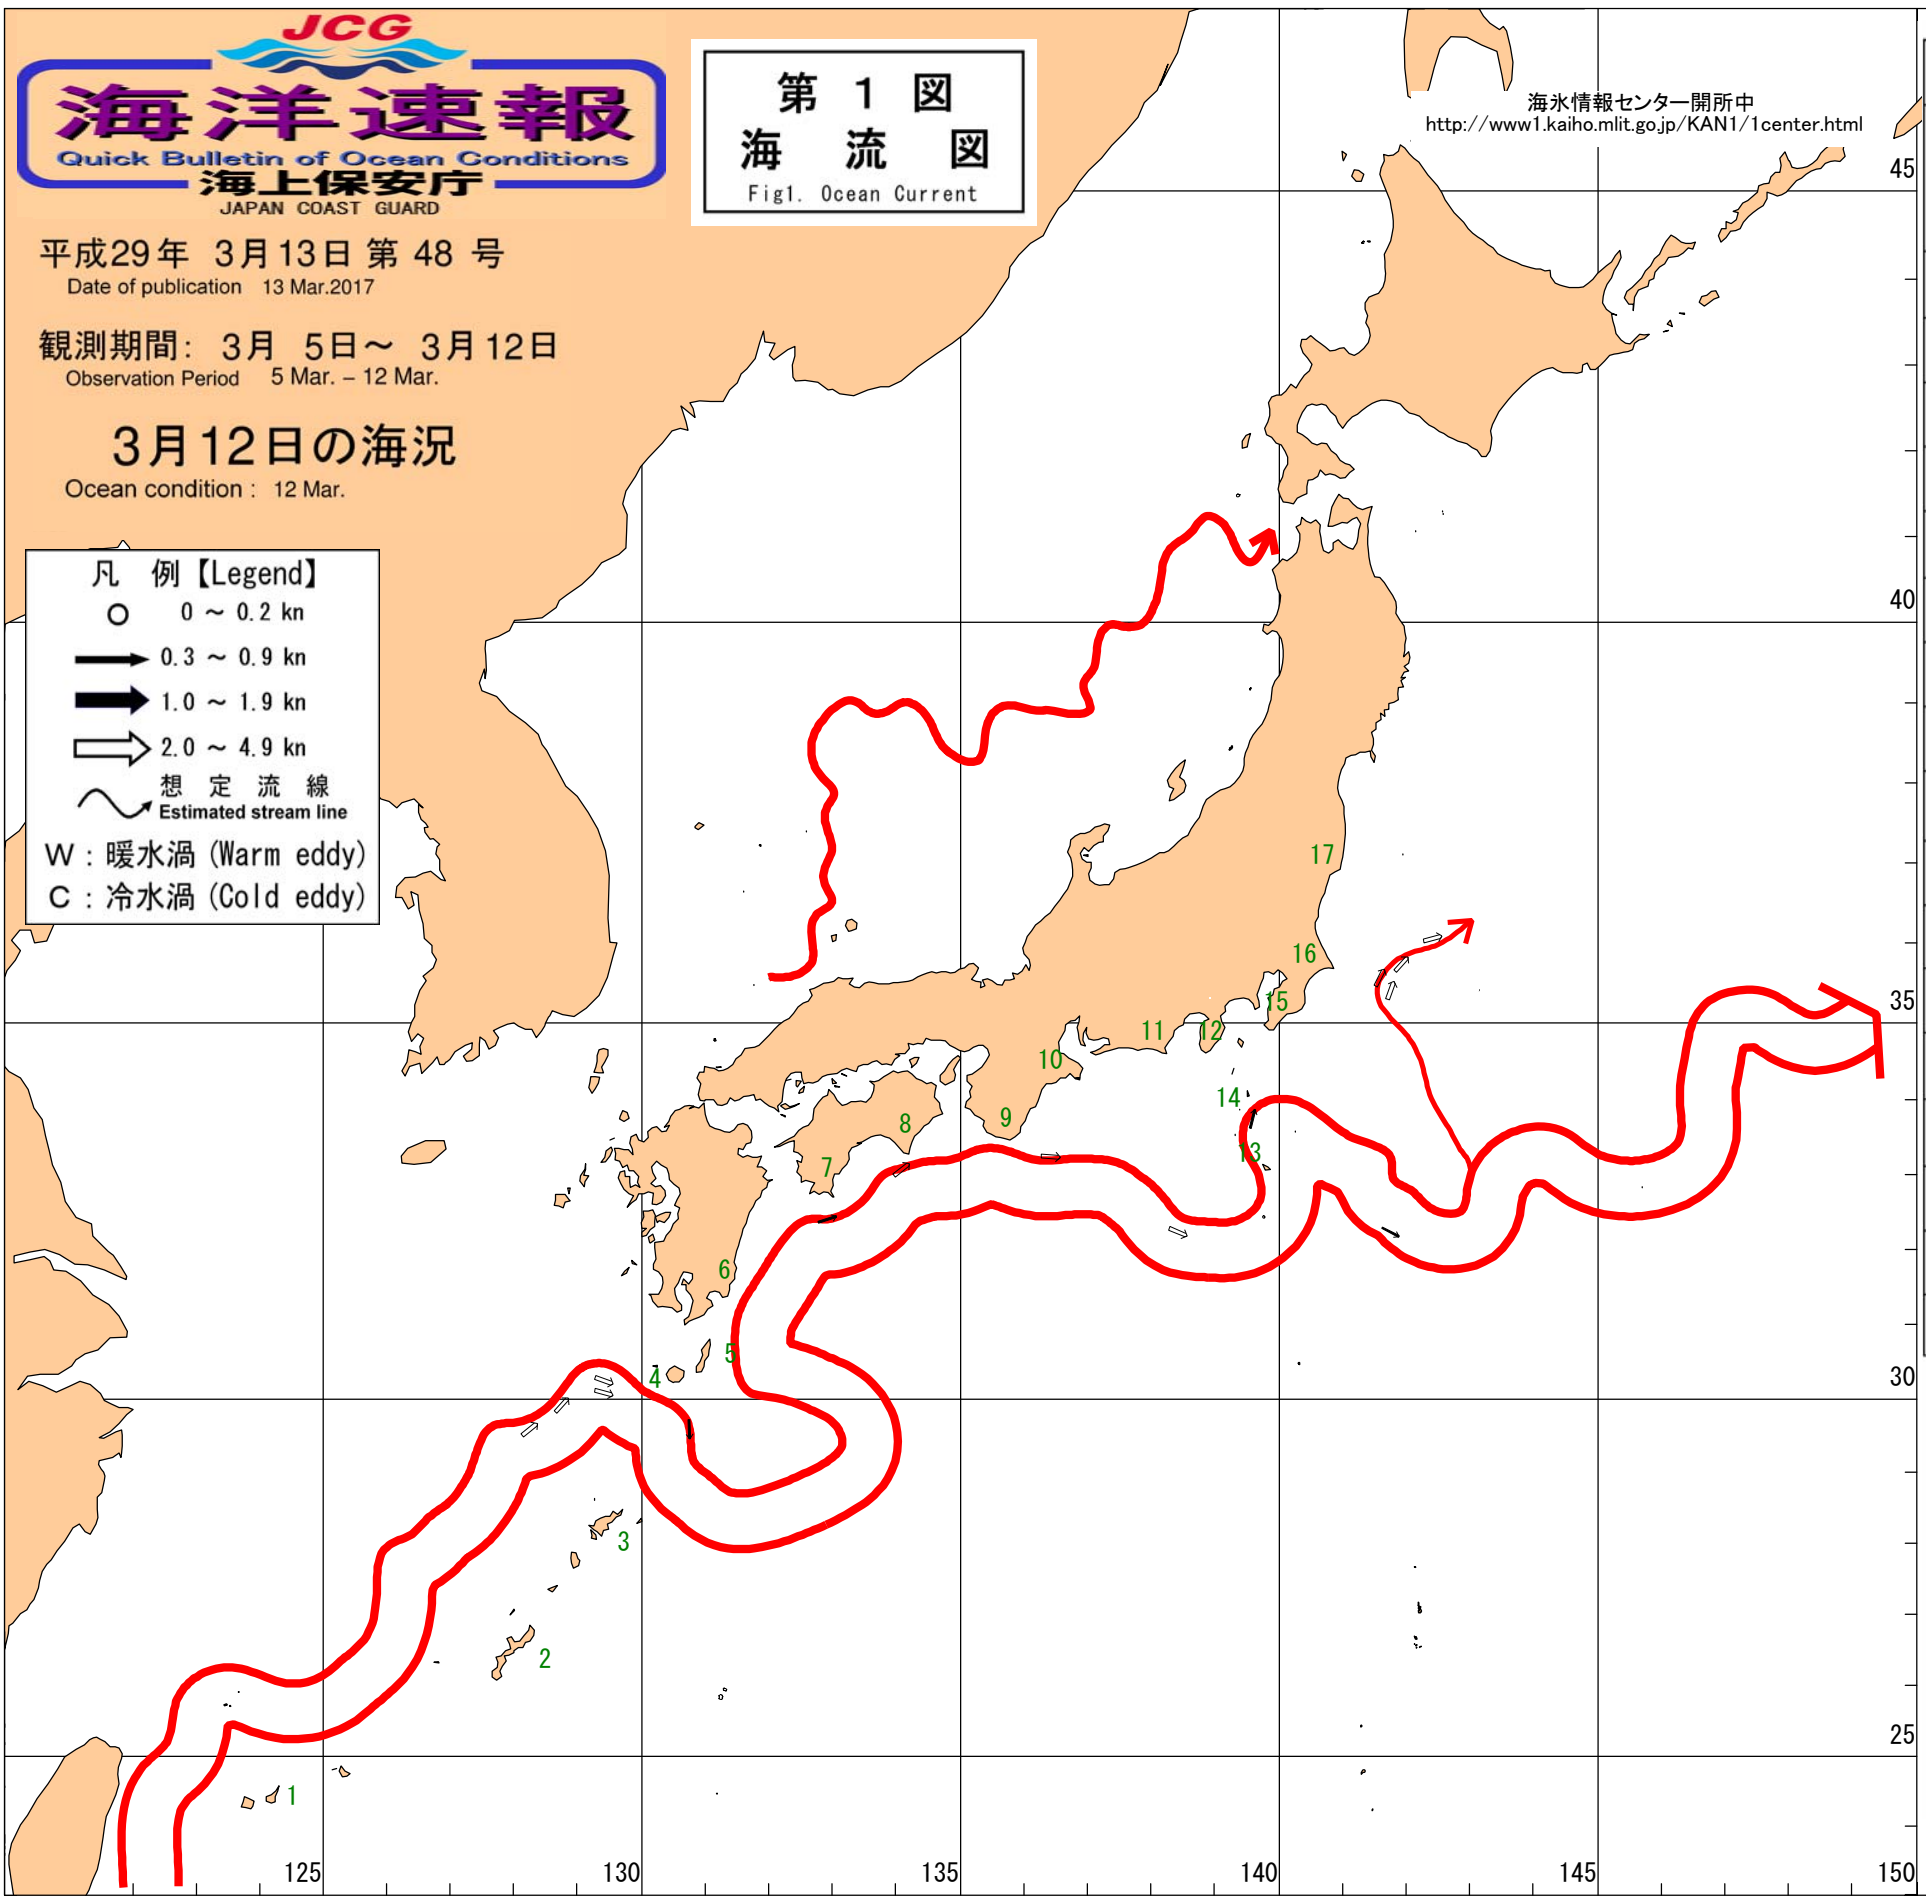 JCG
海洋速報
Quick Bulletin of Ocean Conditions
海上保安庁
JAPAN COAST GUARD
第 1 図
海 流 図
Fig1. Ocean Current
海氷情報センター開所中
http://www1.kaiho.mlit.go.jp/KAN1/1center.html
平成29年 3月13日 第 48 号
Date of publication 13 Mar.2017
観測期間: 3月 5日～ 3月12日
Observation Period 5 Mar. – 12 Mar.
3月12日の海況
Ocean condition : 12 Mar.
凡 例【Legend】
0 ～ 0.2 kn
0.3 ～ 0.9 kn
1.0 ～ 1.9 kn
2.0 ～ 4.9 kn
想 定 流 線
Estimated stream line
W : 暖水渦 (Warm eddy)
C : 冷水渦 (Cold eddy)
45
40
35
30
25
17
16
15
12
11
10
14
13
9
8
7
6
5
4
3
2
1
125
130
135
140
145
150